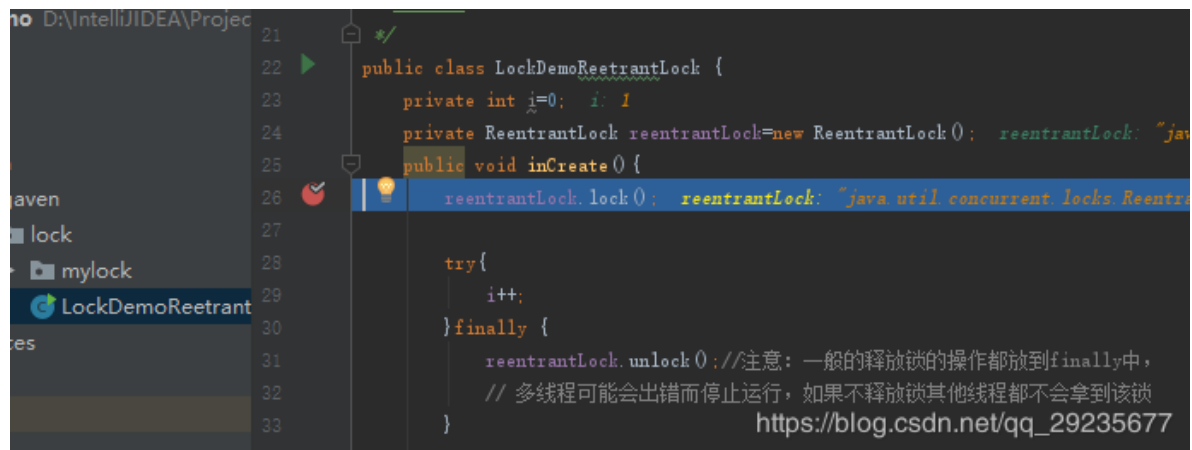 no D:\IntelliJIDEA\Projec
aven
lock
mylock
LockDemoReetrant
ces
21 */
22 public class LockDemoReetrantLock {
23 private int i=0; i: 1
24 private ReentrantLock reentrantLock=new ReentrantLock(); reentrantLock: "jav
25 public void inCreate(){
26 reentrantLock.lock(); reentrantLock: "java.util.concurrent.locks.Reentra
27
28 try{
29 i++;
30 }finally {
31 reentrantLock.unlock();//注意：一般的释放锁的操作都放到finally中，
32 // 多线程可能会出错而停止运行，如果不释放锁其他线程都不会拿到该锁
33 }
https://blog.csdn.net/qq_29235677